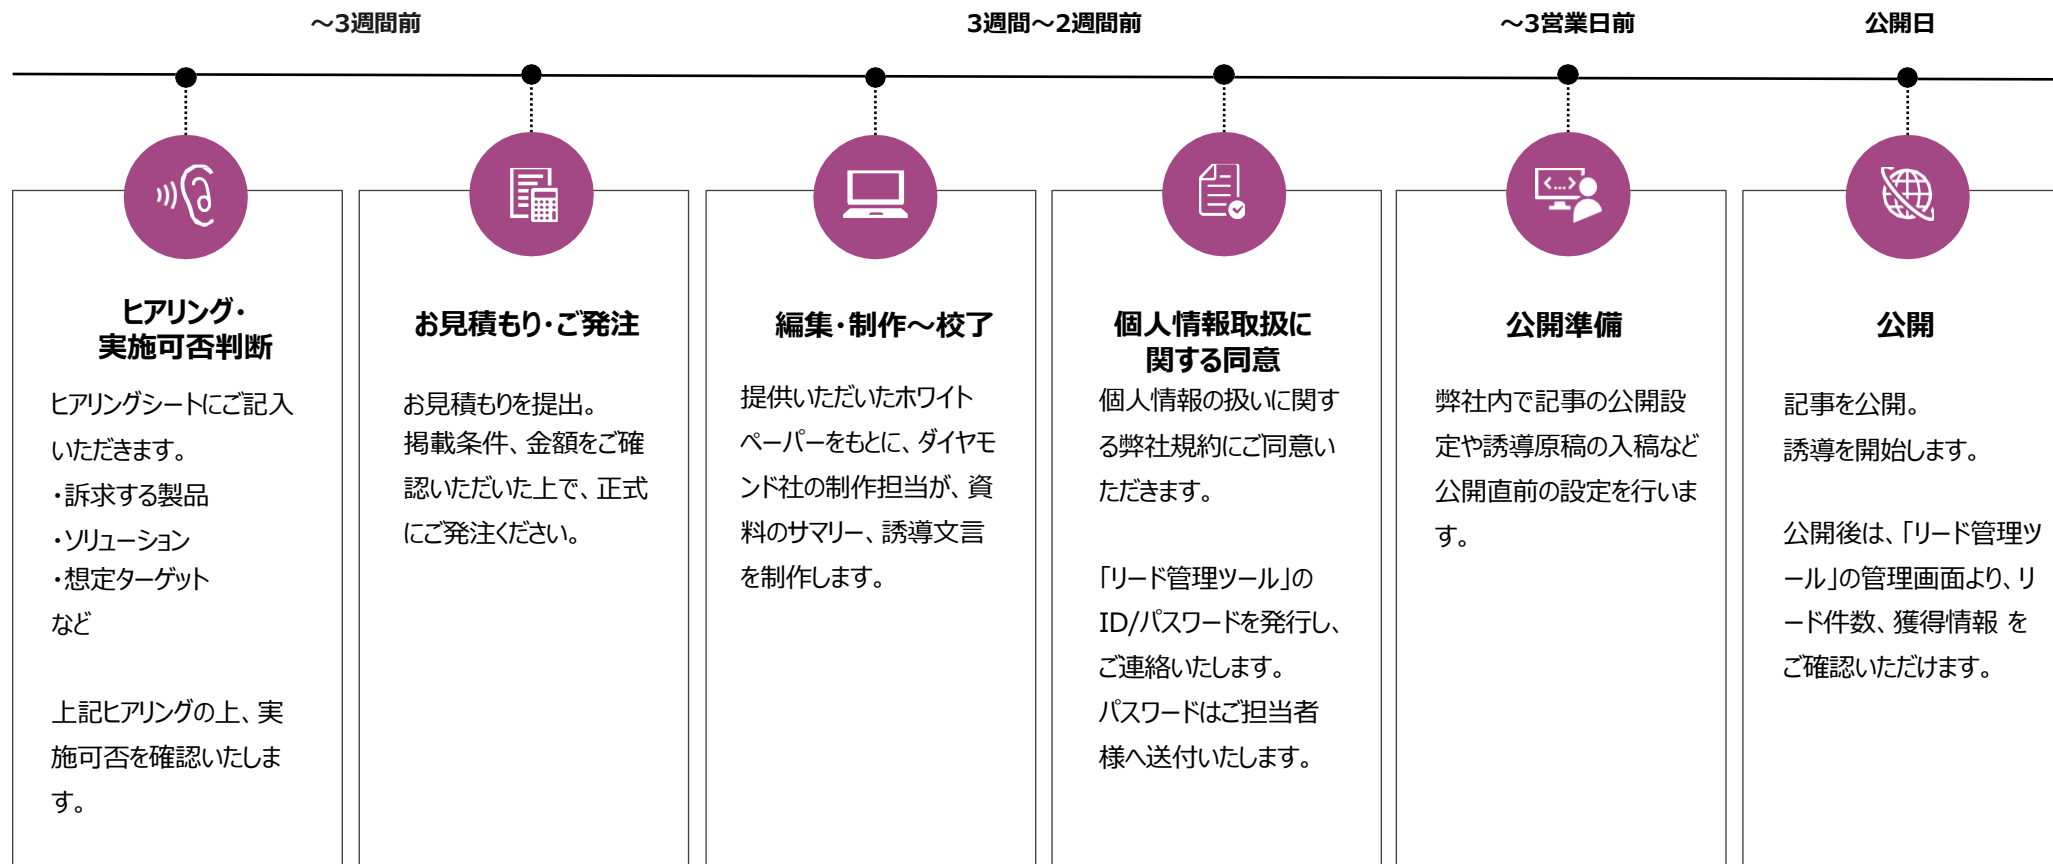 ～3週間前
3週間～2週間前
～3営業日前
公開日
ヒアリング・
実施可否判断
ヒアリングシートにご記入
いただきます。
・訴求する製品
・ソリューション
・想定ターゲット
など
上記ヒアリングの上、実
施可否を確認いたしま
す。
お見積もり・ご発注
お見積もりを提出。
掲載条件、金額をご確
認いただいた上で、正式
にご発注ください。
編集・制作～校了
提供いただいたホワイト
ペーパーをもとに、ダイヤモ
ンド社の制作担当が、資
料のサマリー、誘導文言
を制作します。
個人情報取扱に
関する同意
個人情報の扱いに関す
る弊社規約にご同意い
ただきます。
「リード管理ツール」の
ID/パスワードを発行し、
ご連絡いたします。
パスワードはご担当者
様へ送付いたします。
公開準備
弊社内で記事の公開設
定や誘導原稿の入稿など
公開直前の設定を行いま
す。
公開
記事を公開。
誘導を開始します。
公開後は、「リード管理ツ
ール」の管理画面より、リ
ード件数、獲得情報 を
ご確認いただけます。